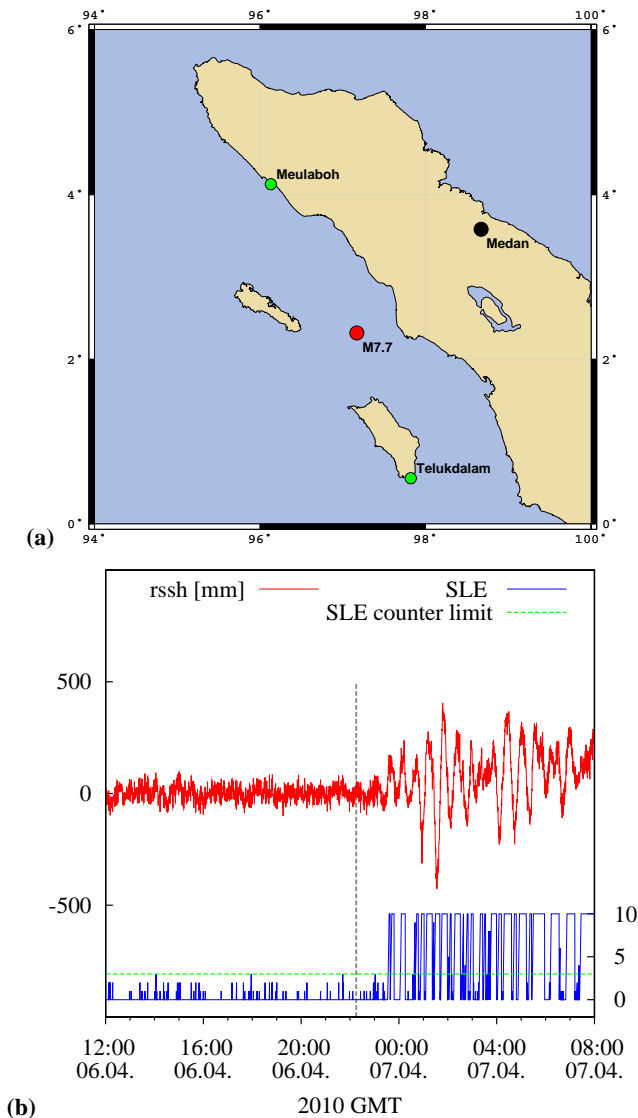 94˚ 96˚ 98˚ 100˚
6˚ 6˚
Meulaboh
4˚ 4˚
Medan
M7.7
2˚ 2˚
Telukdalam
0˚ 0˚
(a)
94˚ 96˚ 98˚ 100˚
rssh [mm] SLE
SLE counter limit
500
0
-500 10
5
0
12:00 16:00 20:00 00:00 04:00 08:00
06.04. 06.04. 06.04. 07.04. 07.04. 07.04.
(b) 2010 GMT